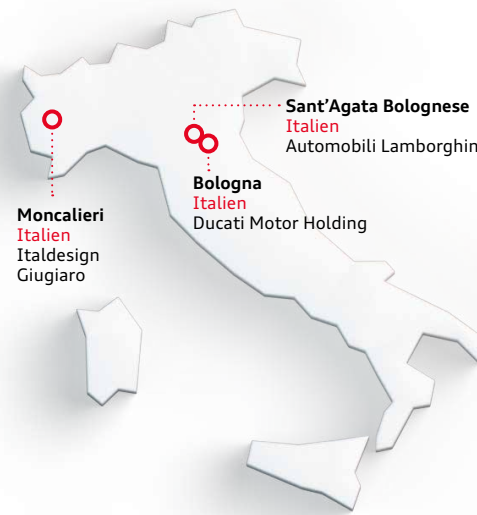 Sant’Agata Bolognese
Italien
Automobili Lamborghin
Bologna
Italien
Ducati Motor Holding
Moncalieri
Italien
Italdesign
Giugiaro